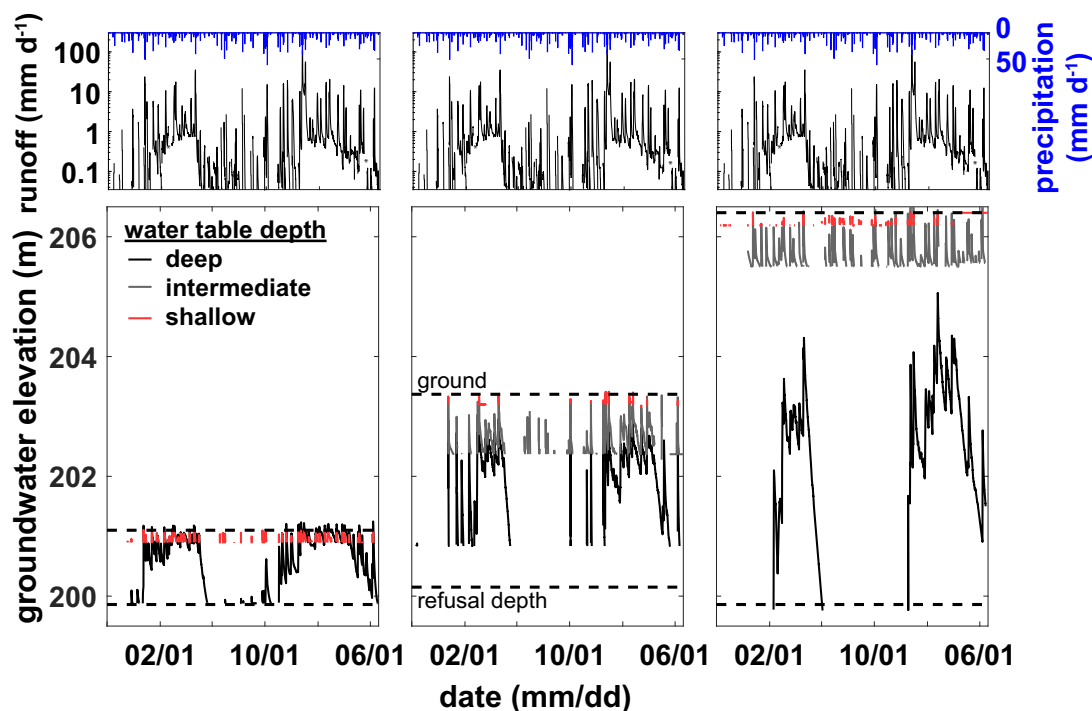 0
50
precipitation
(mm d⁻¹)
100
10
1
0.1
runoff (mm d⁻¹)
206
204
202
200
groundwater elevation (m)
water table depth
deep
intermediate
shallow
ground
refusal depth
02/01 10/01 06/01
02/01 10/01 06/01
02/01 10/01 06/01
date (mm/dd)